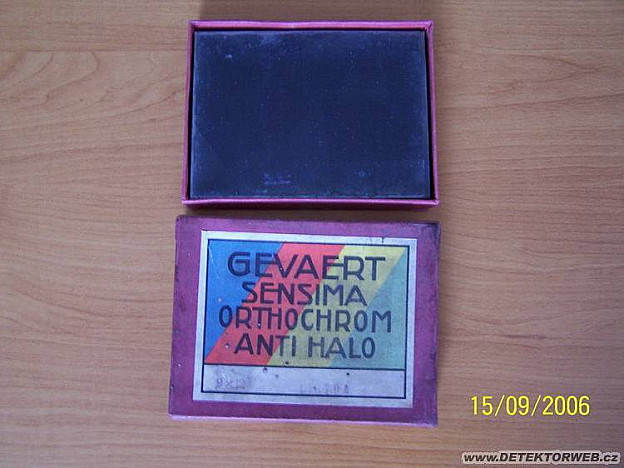 GEVAERT
SENSIMA
ORTHOCHROM
ANTI HALO
15/09/2006
www.DETEKTORWEB.cz